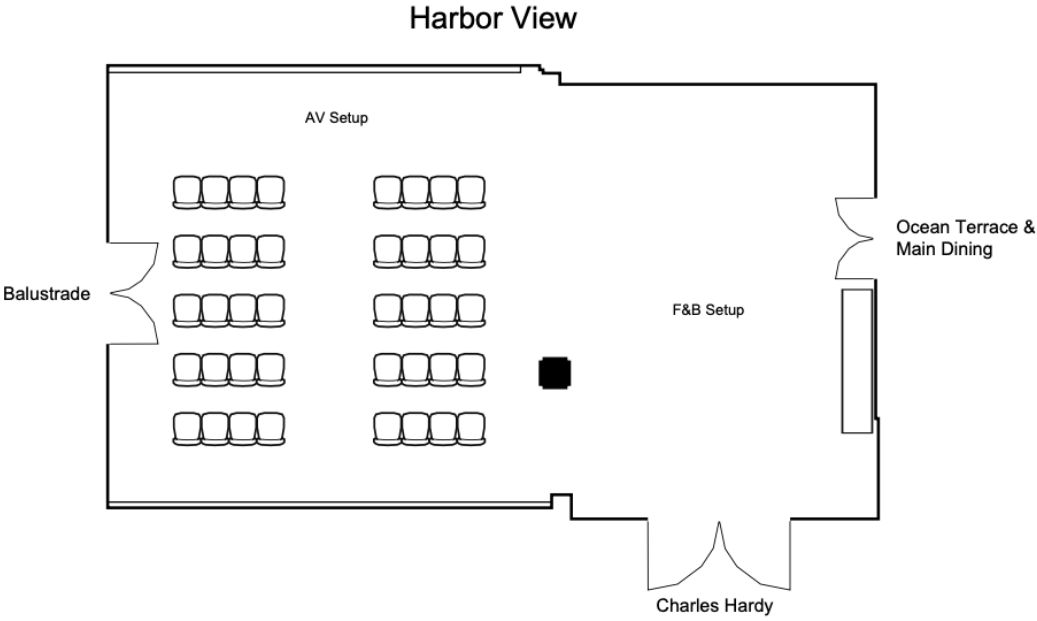 Harbor View
AV Setup
Ocean Terrace &
Main Dining
Balustrade
F&B Setup
Charles Hardy